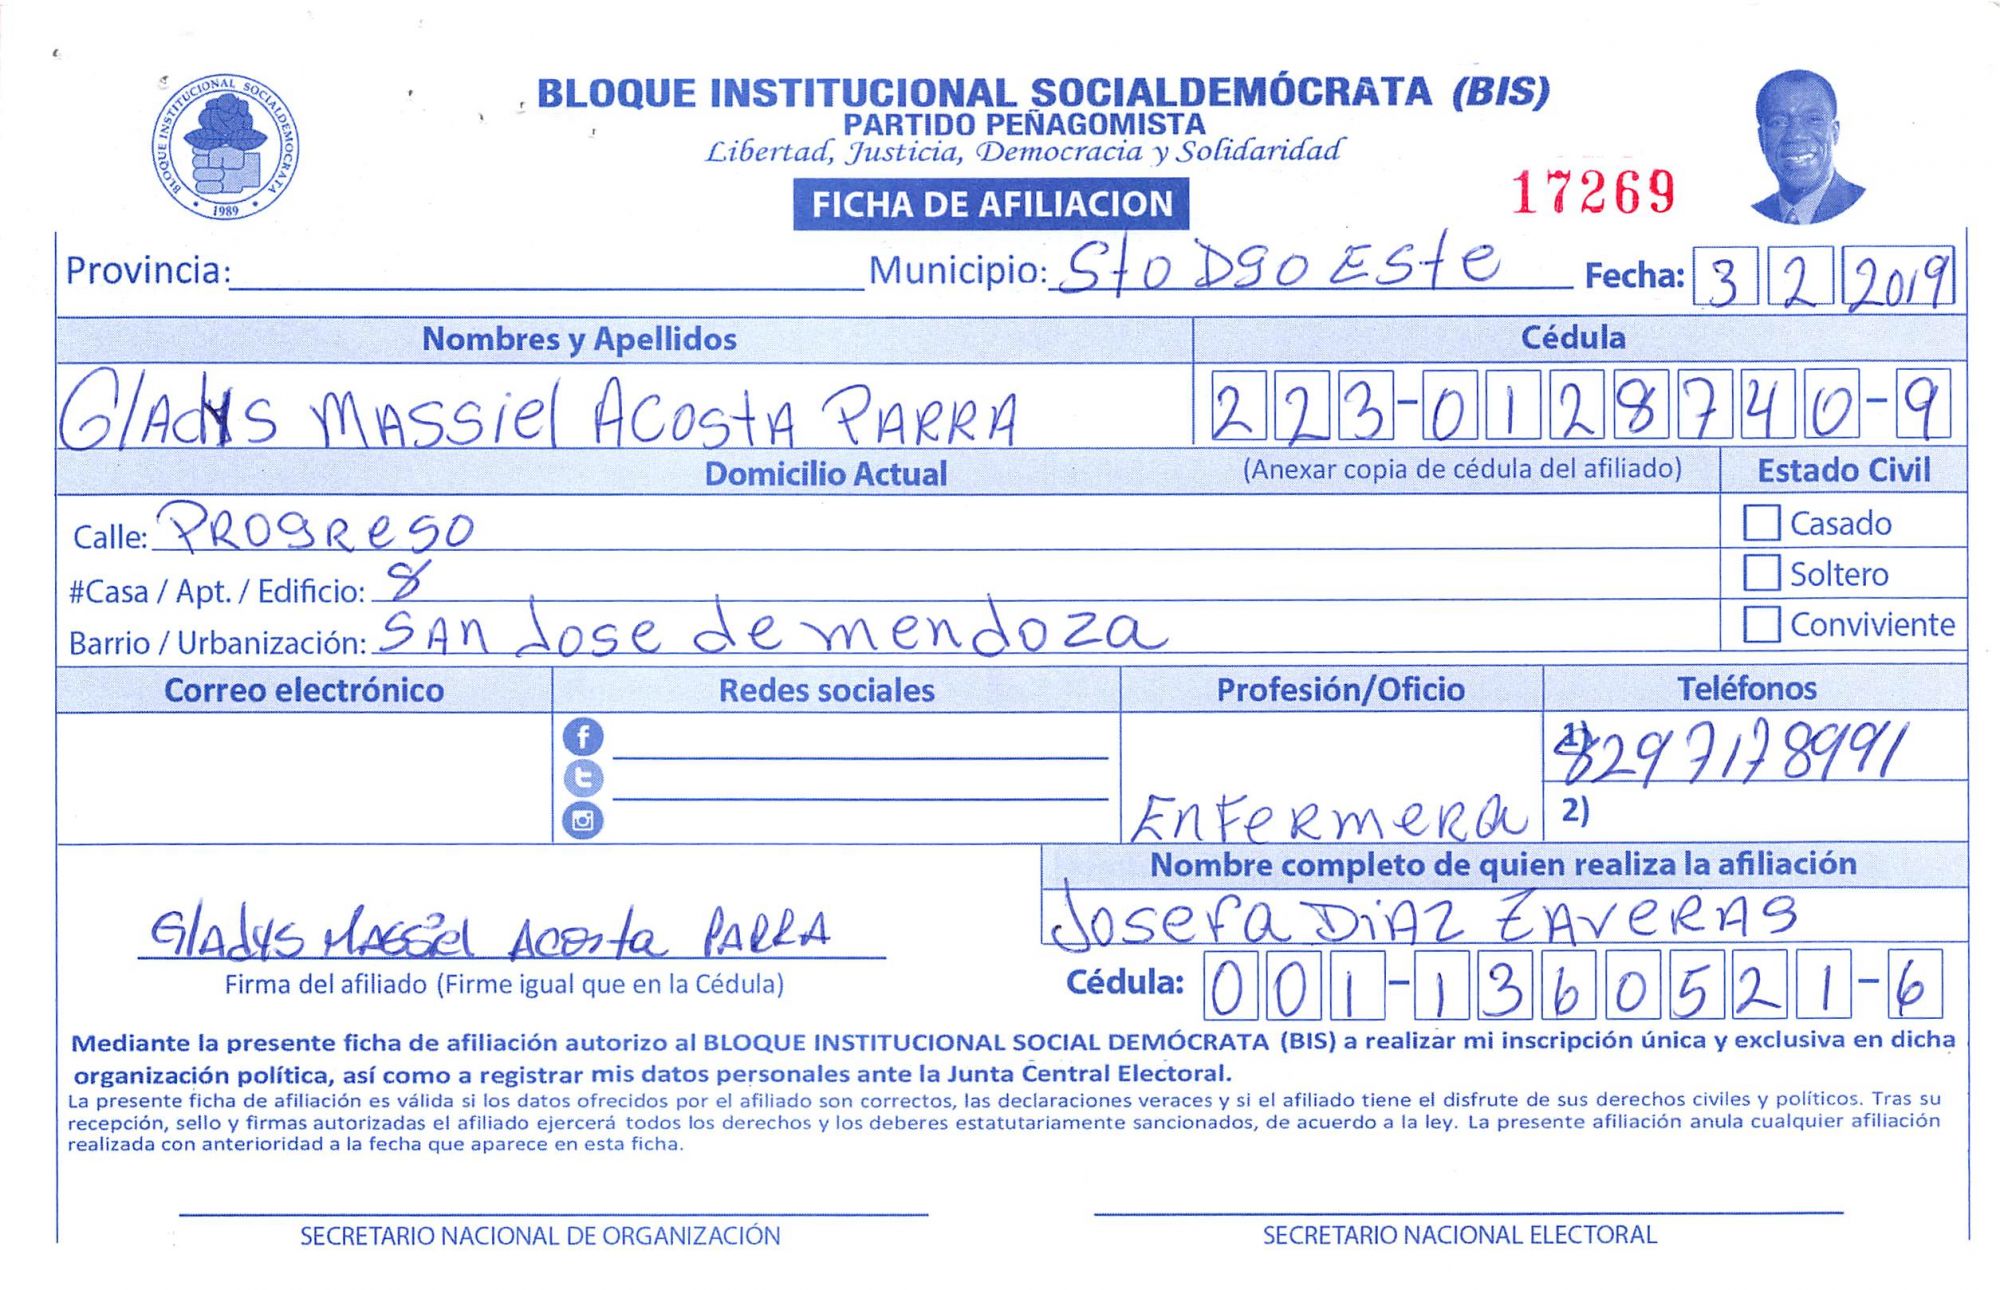 BLOQUE INSTITUCIONAL SOCIALDEMÓCRATA (BIS)
PARTIDO PEÑAGOMISTA
Libertad, Justicia, Democracia y Solidaridad
BLOQUE INSTITUCIONAL SOCIALDEMOCRATA
• 1989 •
FICHA DE AFILIACION
17269
Provincia: Municipio: Sto Dgo Este Fecha: 3 2 2019
Nombres y Apellidos Cédula
Gladys Massiel Acosta Parra 223-0128740-9
Domicilio Actual (Anexar copia de cédula del afiliado) Estado Civil
Calle: Progreso Casado
#Casa / Apt. / Edificio: 8 Soltero
Barrio / Urbanización: San Jose de mendoza Conviviente
Correo electrónico Redes sociales Profesión/Oficio Teléfonos
1) 8297178991
Enfermera 2)
Nombre completo de quien realiza la afiliación
Josefa Diaz Zaveras
Gladys Massiel Acosta Parra
Firma del afiliado (Firme igual que en la Cédula) Cédula: 001-1360521-6
Mediante la presente ficha de afiliación autorizo al BLOQUE INSTITUCIONAL SOCIAL DEMÓCRATA (BIS) a realizar mi inscripción única y exclusiva en dicha
organización política, así como a registrar mis datos personales ante la Junta Central Electoral.
La presente ficha de afiliación es válida si los datos ofrecidos por el afiliado son correctos, las declaraciones veraces y si el afiliado tiene el disfrute de sus derechos civiles y políticos. Tras su
recepción, sello y firmas autorizadas el afiliado ejercerá todos los derechos y los deberes estatutariamente sancionados, de acuerdo a la ley. La presente afiliación anula cualquier afiliación
realizada con anterioridad a la fecha que aparece en esta ficha.
SECRETARIO NACIONAL DE ORGANIZACIÓN SECRETARIO NACIONAL ELECTORAL